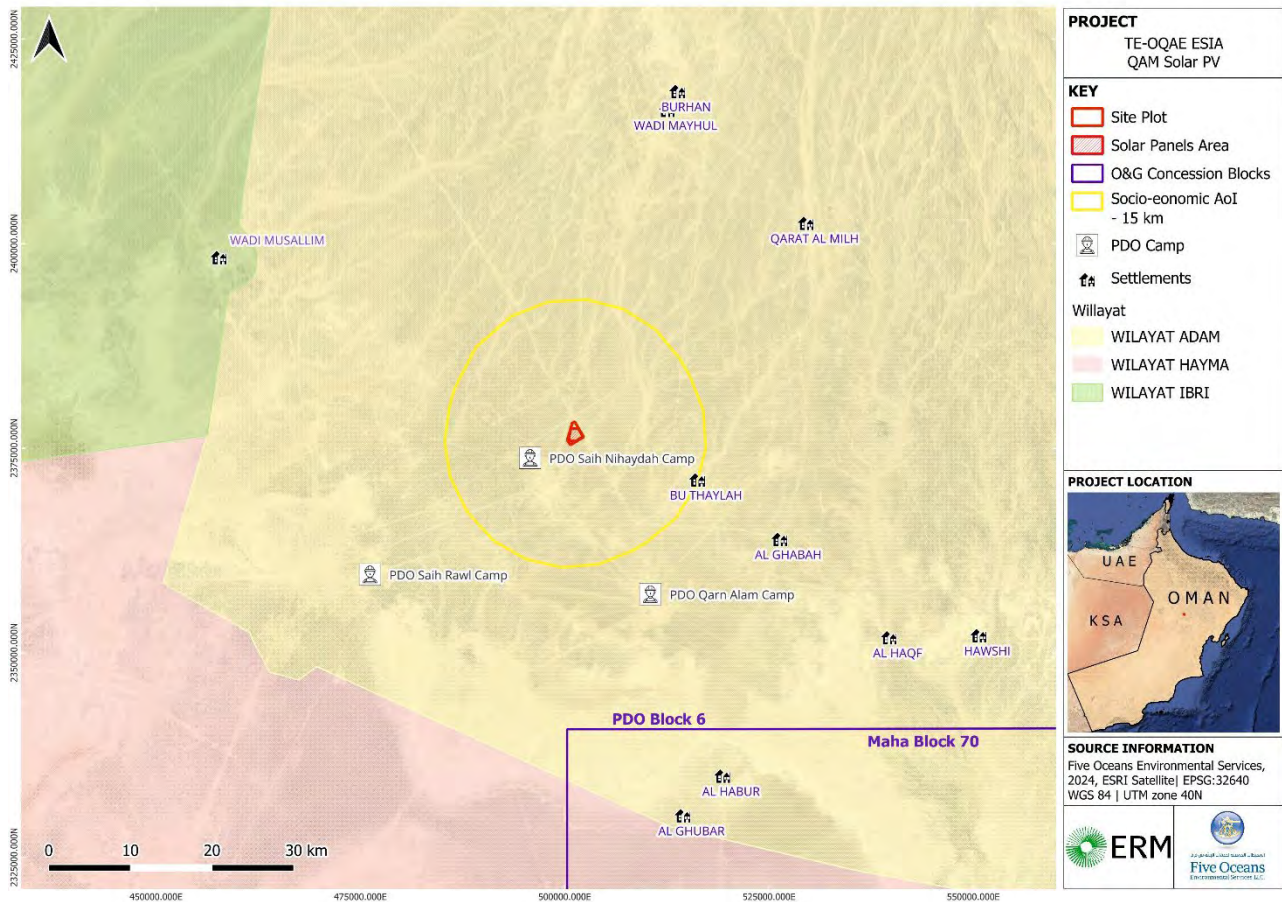 2425000.000N
2400000.000N
2375000.000N
2350000.000N
2325000.000N
BURHAN
WADI MAYHUL
WADI MUSALLIM
QARAT AL MILH
PDO Saih Nihaydah Camp
BU THAYLAH
AL GHABAH
PDO Saih Rawl Camp
PDO Qarn Alam Camp
AL HAQF
HAWSHI
PDO Block 6
Maha Block 70
AL HABUR
AL GHUBAR
0 10 20 30 km
450000.000E 475000.000E 500000.000E 525000.000E 550000.000E
PROJECT
TE-OQAE ESIA
QAM Solar PV
KEY
Site Plot
Solar Panels Area
O&G Concession Blocks
Socio-eonomic AoI
- 15 km
PDO Camp
Settlements
Willayat
WILAYAT ADAM
WILAYAT HAYMA
WILAYAT IBRI
PROJECT LOCATION
UAE
OMAN
KSA
SOURCE INFORMATION
Five Oceans Environmental Services,
2024, ESRI Satellite| EPSG:32640
WGS 84 | UTM zone 40N
ERM
Five Oceans
Environmental Services LLC.